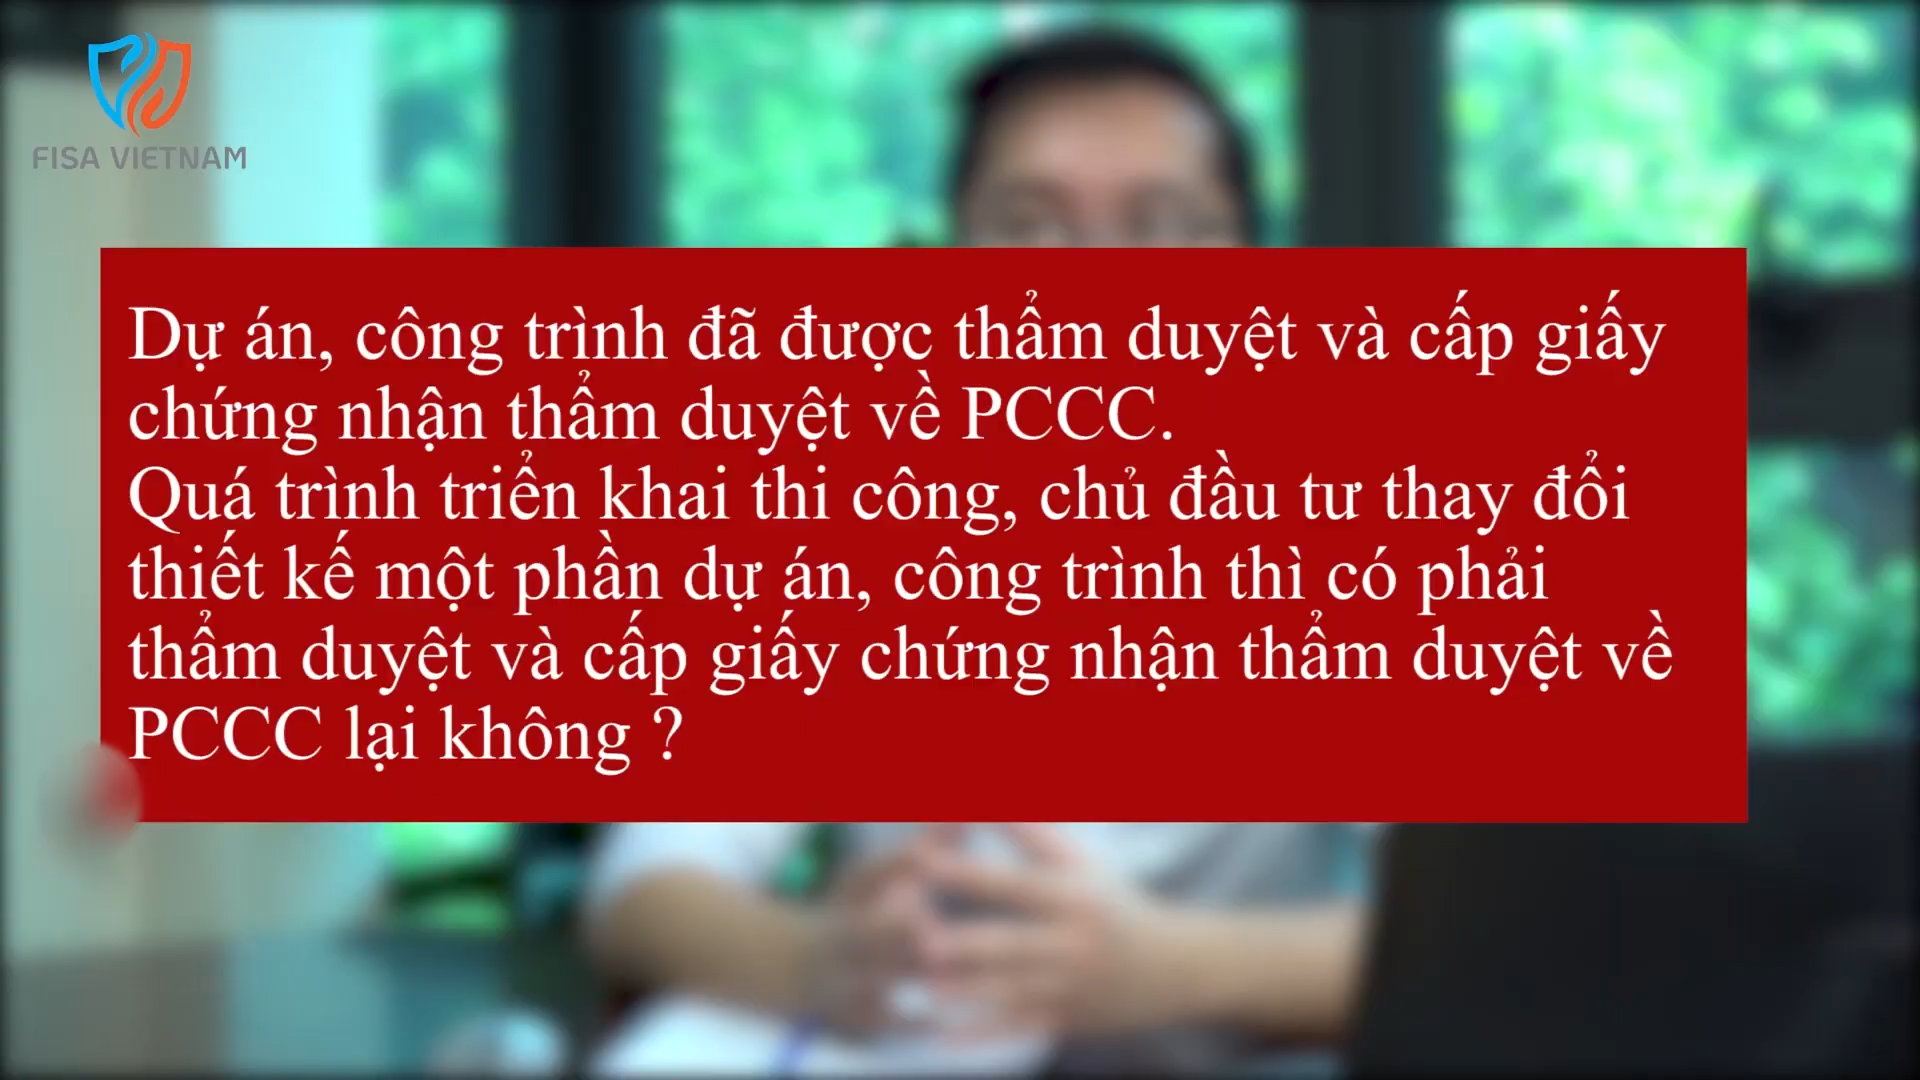 FISA VIETNAM
Dự án, công trình đã được thẩm duyệt và cấp giấy
chứng nhận thẩm duyệt về PCCC.
Quá trình triển khai thi công, chủ đầu tư thay đổi
thiết kế một phần dự án, công trình thì có phải
thẩm duyệt và cấp giấy chứng nhận thẩm duyệt về
PCCC lại không ?